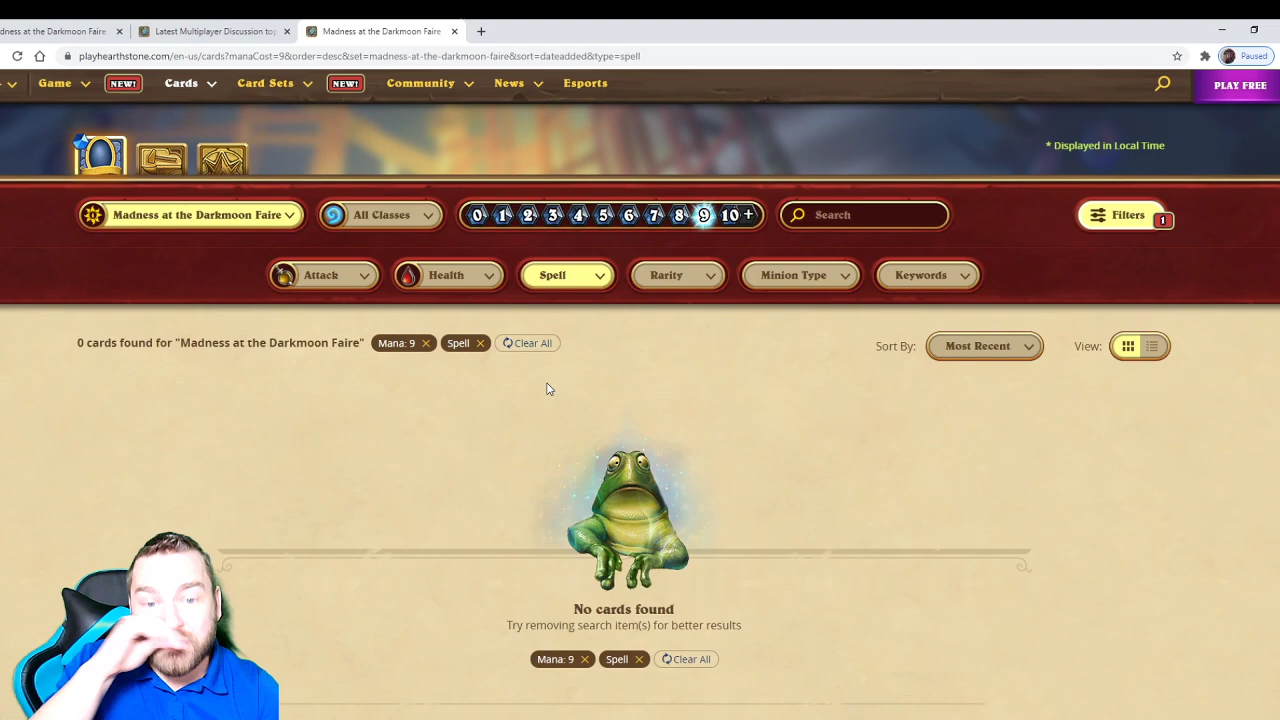 dness at the Darkmoon Faire
Latest Multiplayer Discussion top
Madness at the Darkmoon Faire
playhearthstone.com/en-us/cards?manaCost=9&order=desc&set=madness-at-the-darkmoon-faire&sort=dateadded&type=spell
Paused
Game NEW! Cards Card Sets NEW! Community News Esports
PLAY FREE
* Displayed in Local Time
Madness at the Darkmoon Faire All Classes 0 1 2 3 4 5 6 7 8 9 10 + Search Filters 1
Attack Health Spell Rarity Minion Type Keywords
0 cards found for "Madness at the Darkmoon Faire" Mana: 9 Spell Clear All Sort By: Most Recent View:
No cards found
Try removing search item(s) for better results
Mana: 9 Spell Clear All